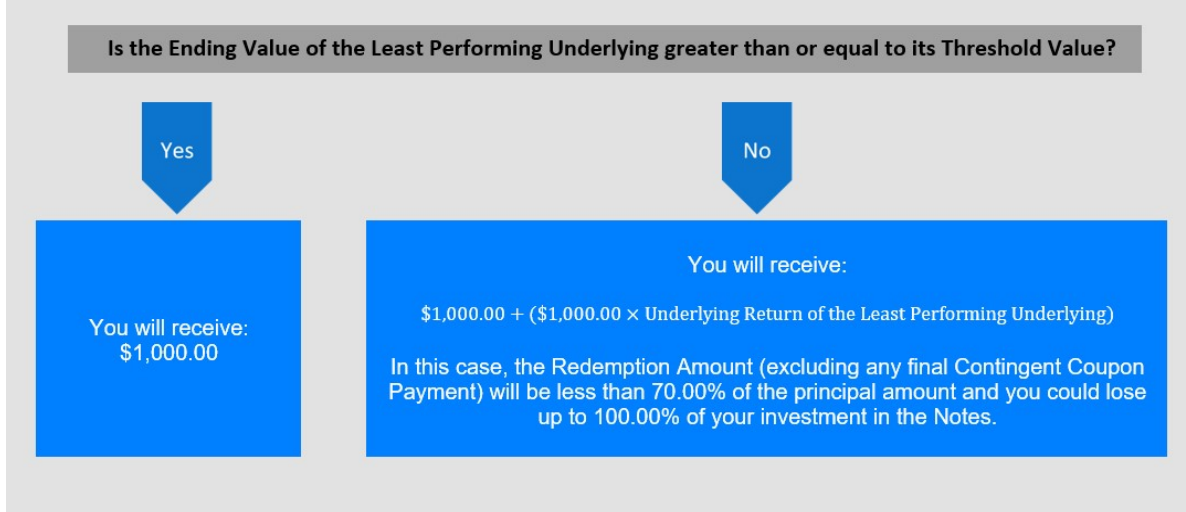 Is the Ending Value of the Least Performing Underlying greater than or equal to its Threshold Value?
Yes
No
You will receive:
$1,000.00
You will receive:
$1,000.00 + ($1,000.00 × Underlying Return of the Least Performing Underlying)
In this case, the Redemption Amount (excluding any final Contingent Coupon
Payment) will be less than 70.00% of the principal amount and you could lose
up to 100.00% of your investment in the Notes.